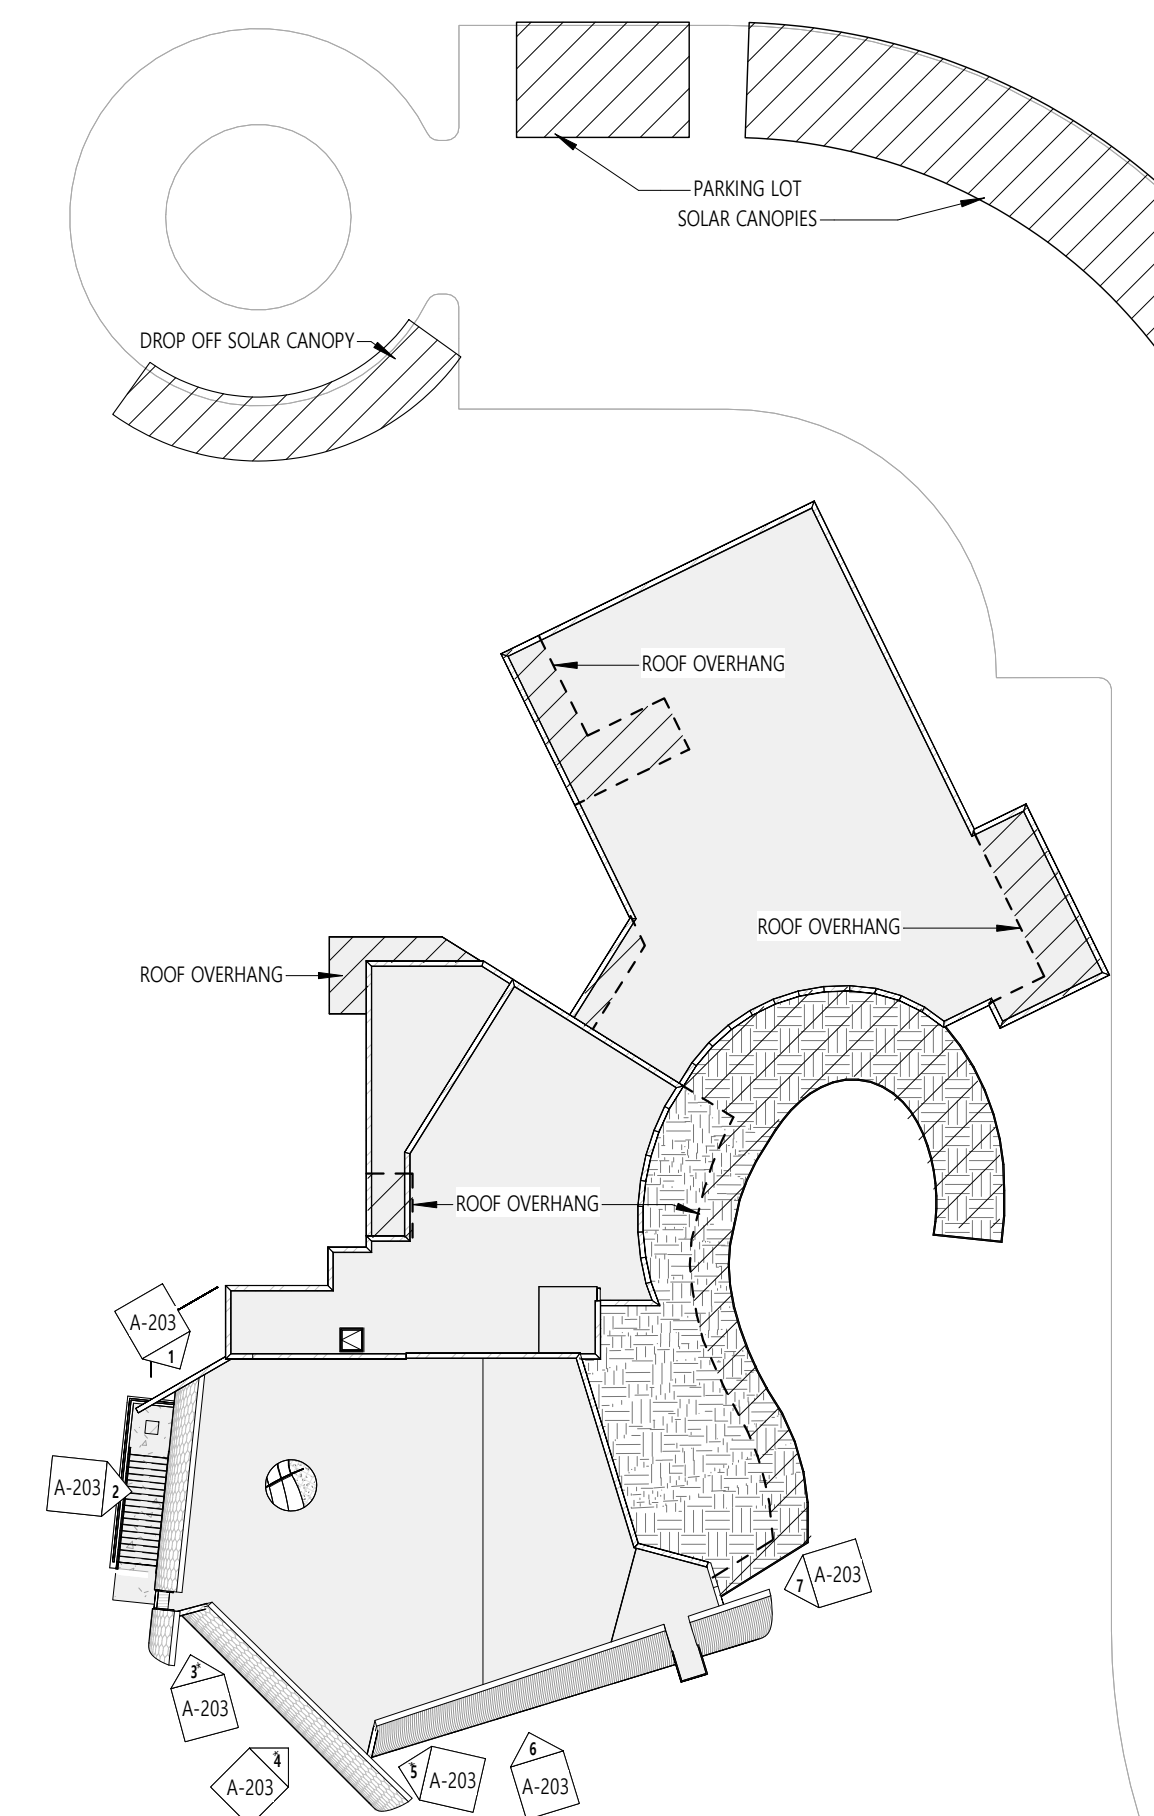 PARKING LOT
SOLAR CANOPIES
DROP OFF SOLAR CANOPY
ROOF OVERHANG
ROOF OVERHANG
ROOF OVERHANG
ROOF OVERHANG
A-203
1
A-203 2
7 A-203
3*
A-203
*4
A-203
*5 A-203
6
A-203